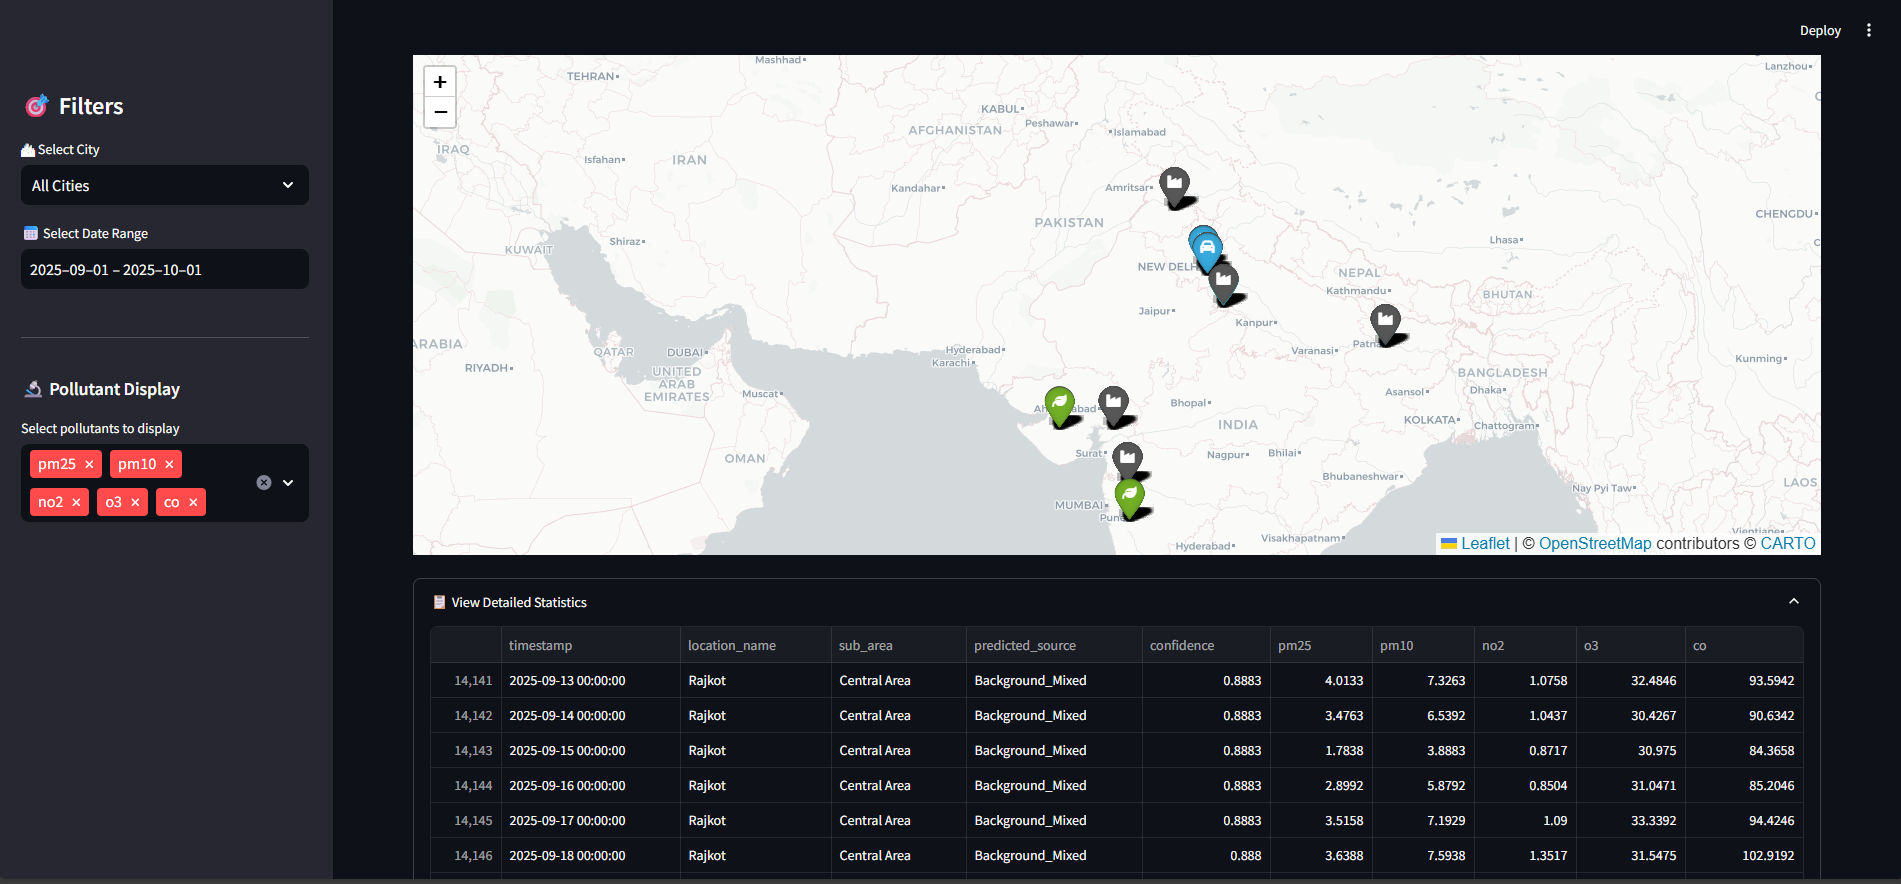 Deploy
Filters
Select City
All Cities
Select Date Range
2025–09–01 – 2025–10–01
Pollutant Display
Select pollutants to display
pm25 ×
pm10 ×
no2 ×
o3 ×
co ×
+
−
Mashhad
TEHRAN
Lanzhou
KABUL
Peshawar
Islamabad
AFGHANISTAN
IRAQ
Isfahan
IRAN
Kandahar
Amritsar
PAKISTAN
CHENGDU
Lhasa
KUWAIT
Shiraz
NEW DELH
NEPAL
Kathmandu
BHUTAN
Jaipur
Kanpur
ARABIA
QATAR
DUBAI
Hyderabad
Karachi
Varanasi
Patn
Kunming
RIYADH
UNITED
ARAB
EMIRATES
Muscat
BANGLADESH
Asansol
Dhaka
Ah
abad
Bhopal
KOLKATA
Chattogram
INDIA
OMAN
Surat
Nagpur
Bhilai
Bhubaneshwar
Nay Pyi Taw
LAOS
MUMBAI
Pune
Hyderabad
Visakhapatnam
Vientiane
Leaflet | © OpenStreetMap contributors © CARTO
View Detailed Statistics
timestamp location_name sub_area predicted_source confidence pm25 pm10 no2 o3 co
14,141 2025-09-13 00:00:00 Rajkot Central Area Background_Mixed 0.8883 4.0133 7.3263 1.0758 32.4846 93.5942
14,142 2025-09-14 00:00:00 Rajkot Central Area Background_Mixed 0.8883 3.4763 6.5392 1.0437 30.4267 90.6342
14,143 2025-09-15 00:00:00 Rajkot Central Area Background_Mixed 0.8883 1.7838 3.8883 0.8717 30.975 84.3658
14,144 2025-09-16 00:00:00 Rajkot Central Area Background_Mixed 0.8883 2.8992 5.8792 0.8504 31.0471 85.2046
14,145 2025-09-17 00:00:00 Rajkot Central Area Background_Mixed 0.8883 3.5158 7.1929 1.09 33.3392 94.4246
14,146 2025-09-18 00:00:00 Rajkot Central Area Background_Mixed 0.888 3.6388 7.5938 1.3517 31.5475 102.9192